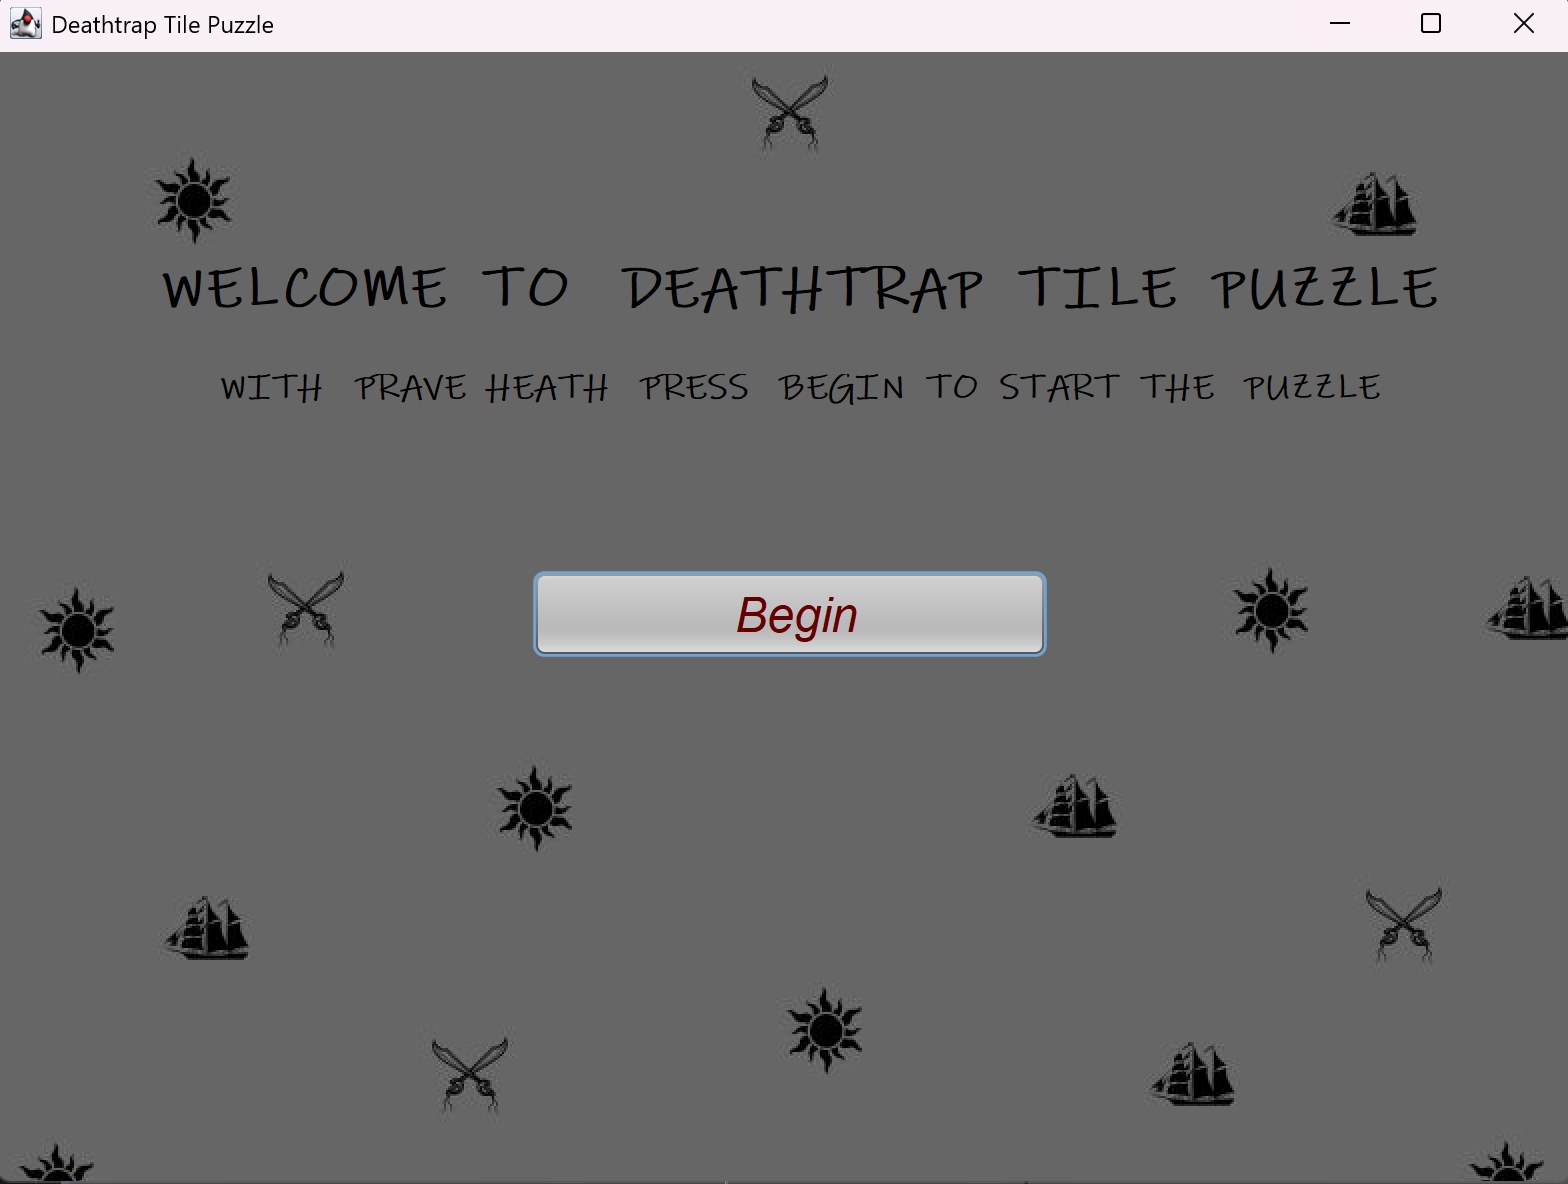 Deathtrap Tile Puzzle
WELCOME TO DEATHTRAP TILE PUZZLE
WITH PRAVE HEATH PRESS BEGIN TO START THE PUZZLE
Begin